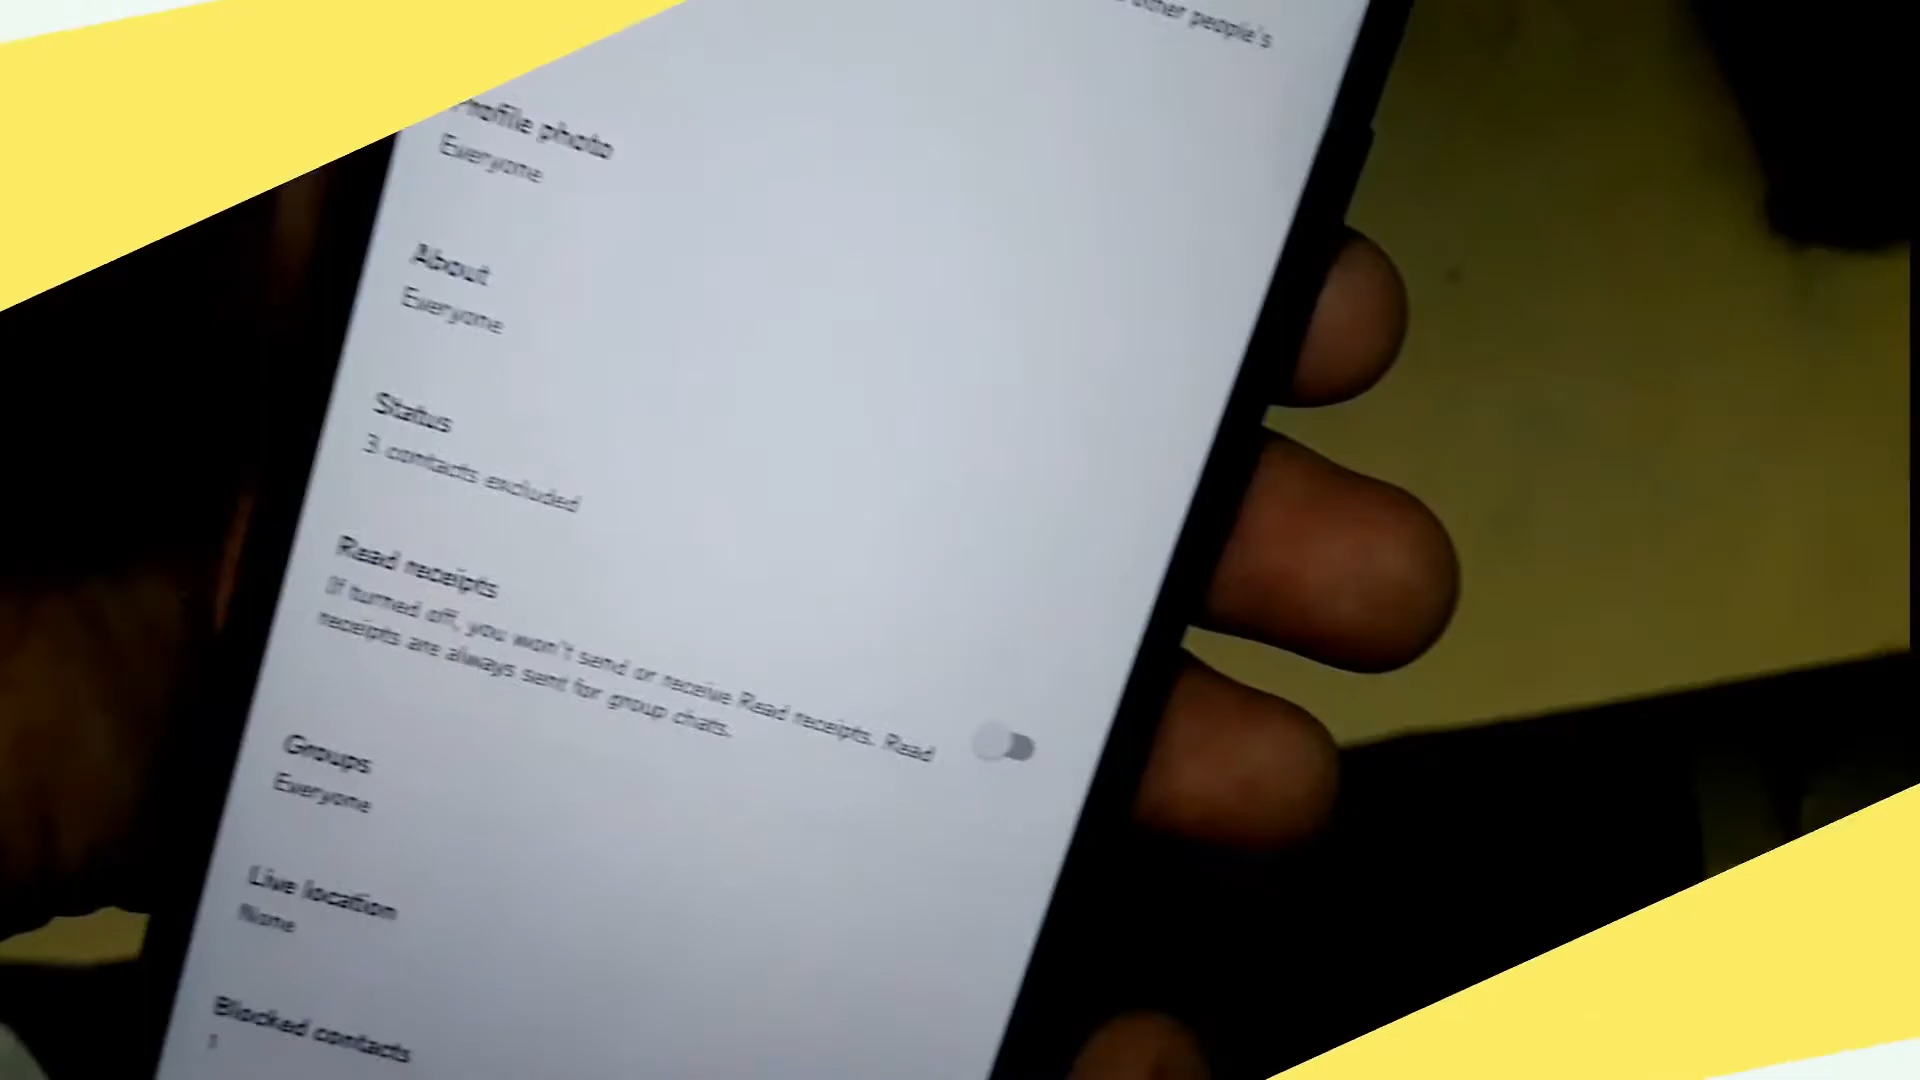 other people's
Profile photo
Everyone
About
Everyone
Status
3 contacts excluded
Read receipts
If turned off, you won't send or receive Read receipts. Read
receipts are always sent for group chats.
Groups
Everyone
Live location
None
Blocked contacts
1